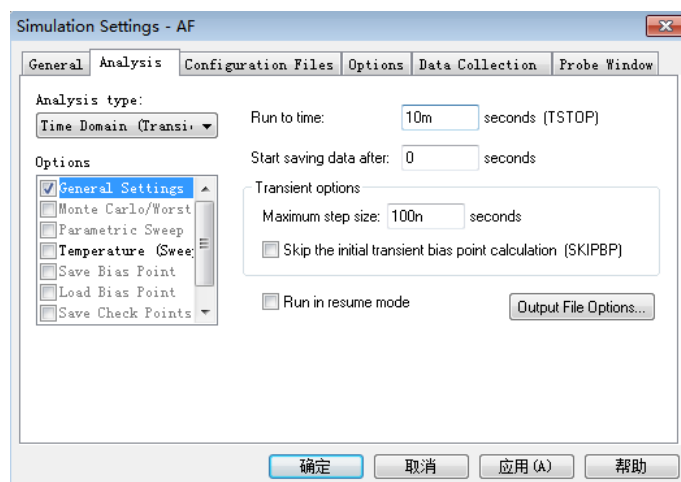 Simulation Settings - AF
General Analysis Configuration Files Options Data Collection Probe Window
Analysis type:
Time Domain (Transi
Options
General Settings
Monte Carlo/Worst
Parametric Sweep
Temperature (Swee
Save Bias Point
Load Bias Point
Save Check Points
Run to time: 10m seconds (TSTOP)
Start saving data after: 0 seconds
Transient options
Maximum step size: 100n seconds
Skip the initial transient bias point calculation (SKIPBP)
Run in resume mode
Output File Options...
确定 取消 应用(A) 帮助